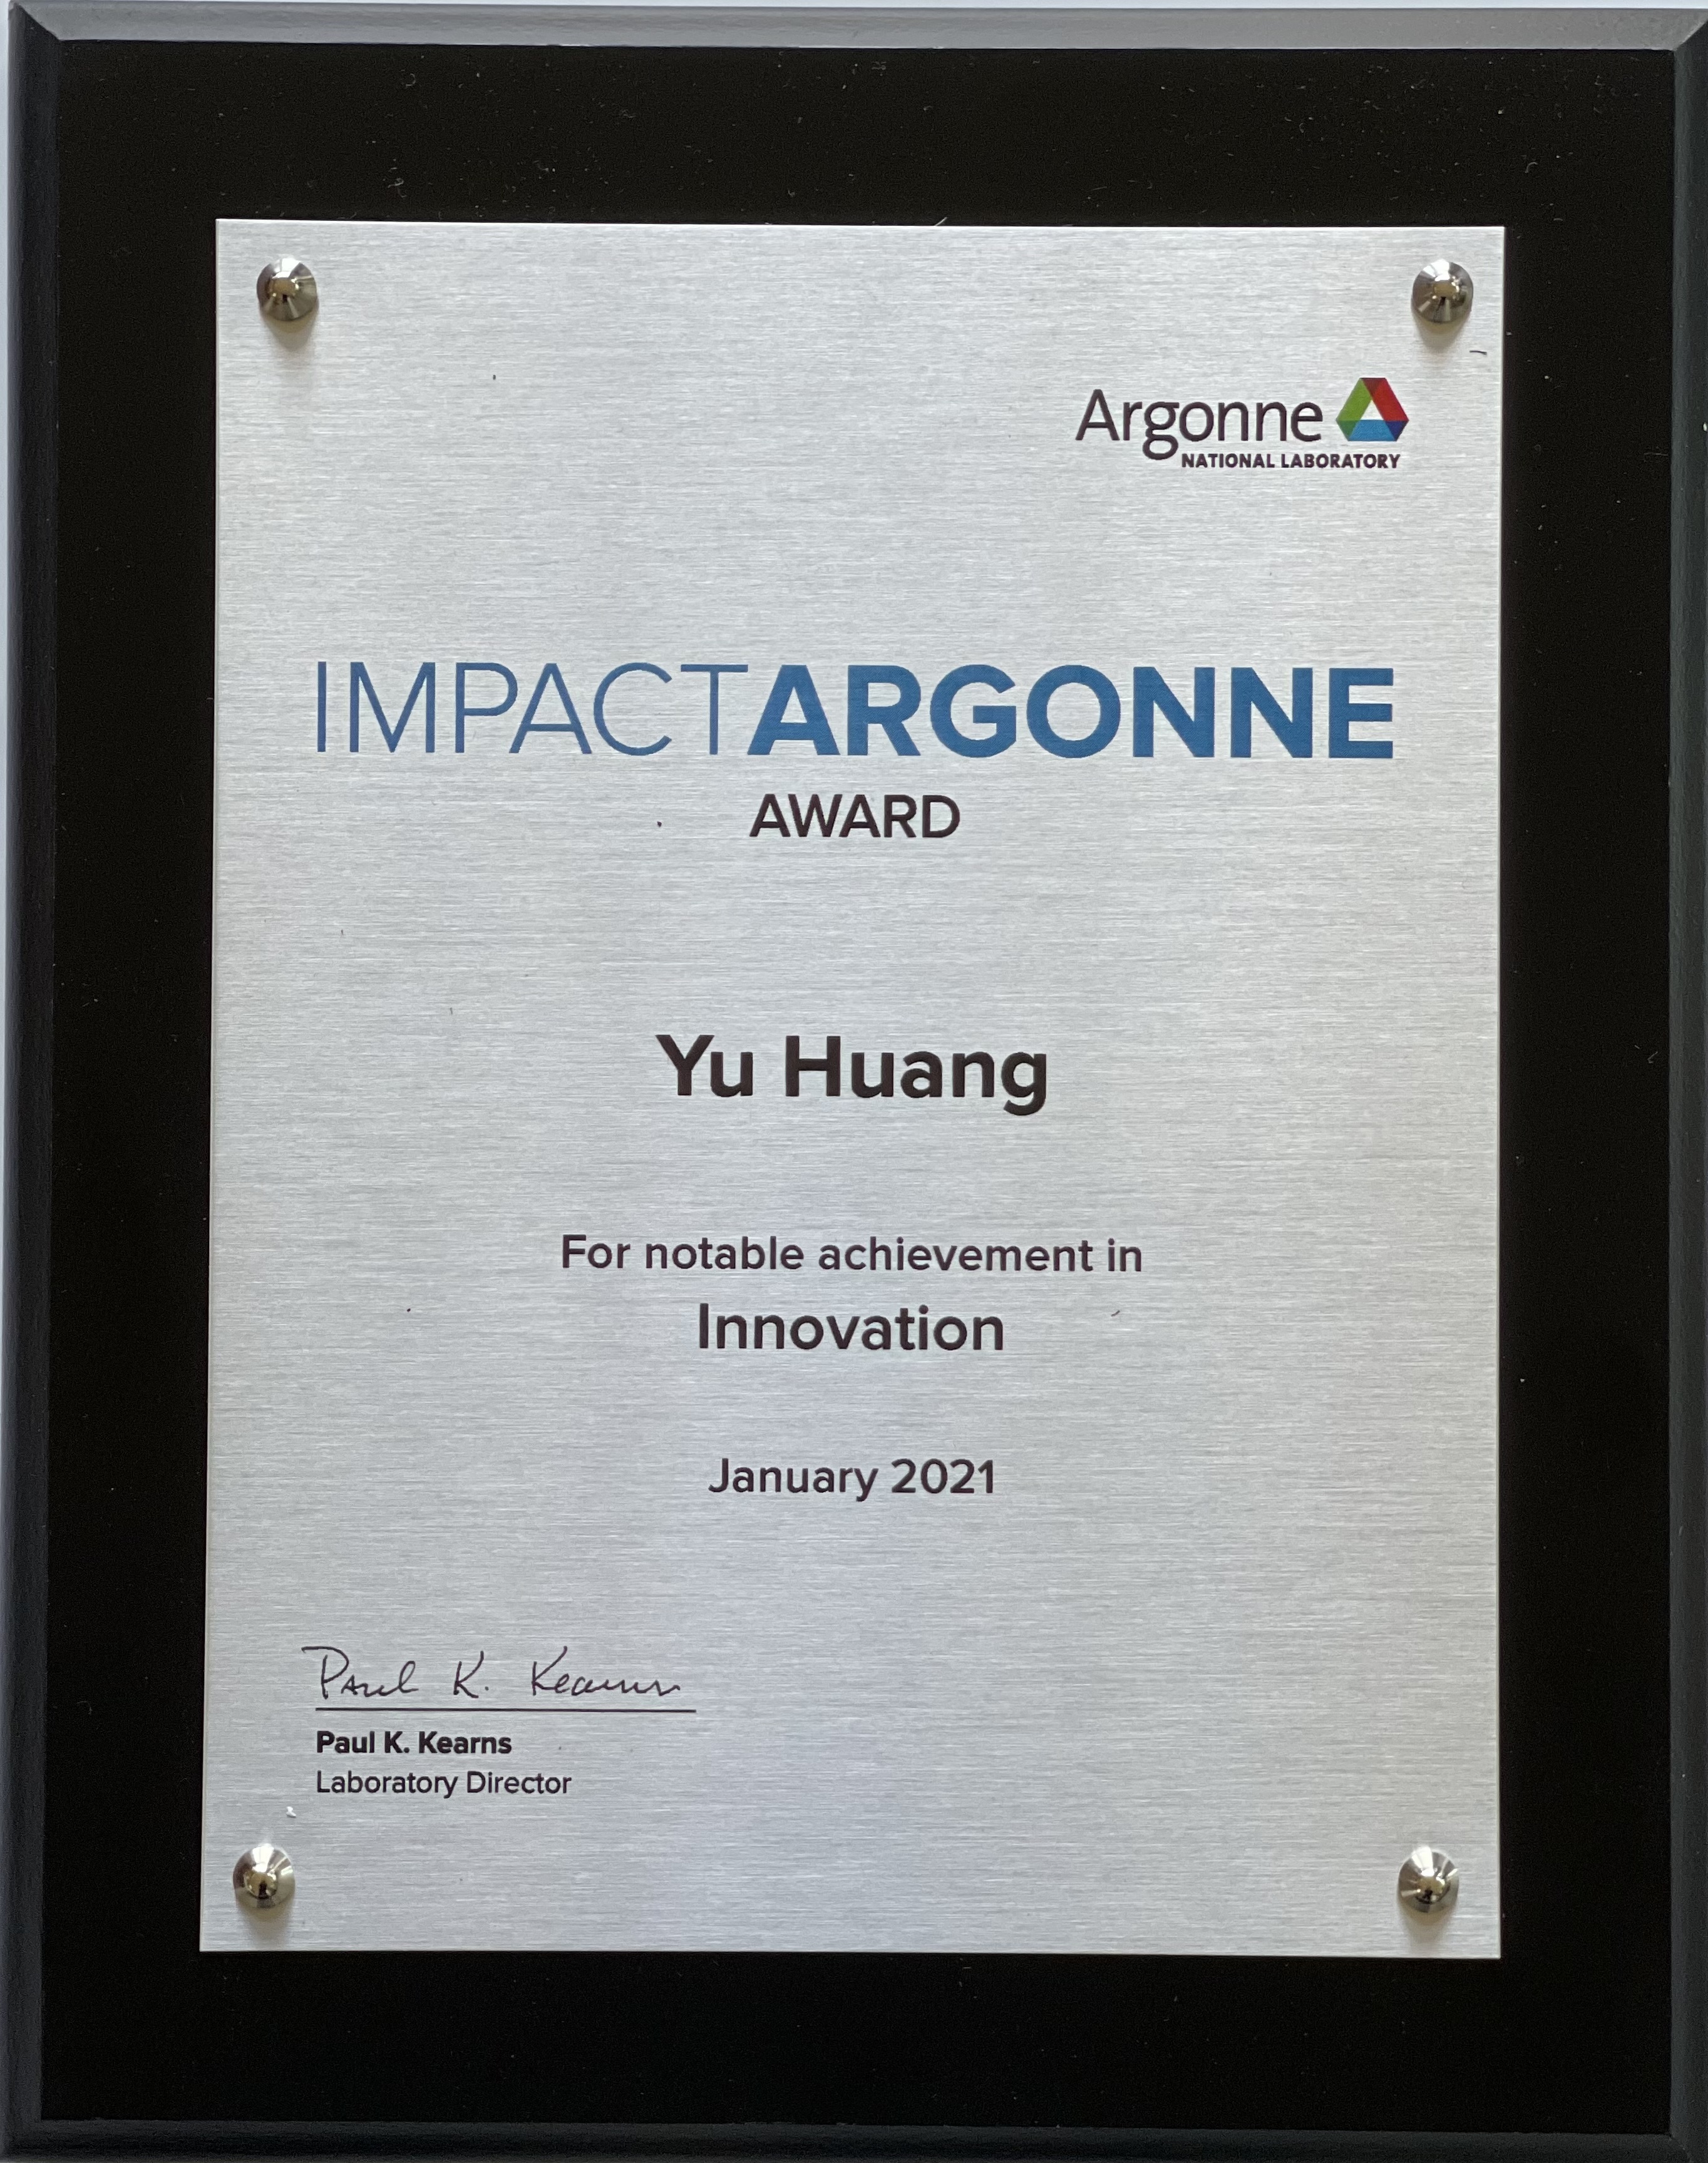 Argonne
NATIONAL LABORATORY
IMPACTARGONNE
AWARD
Yu Huang
For notable achievement in
Innovation
January 2021
Paul K. Kearns
Paul K. Kearns
Laboratory Director